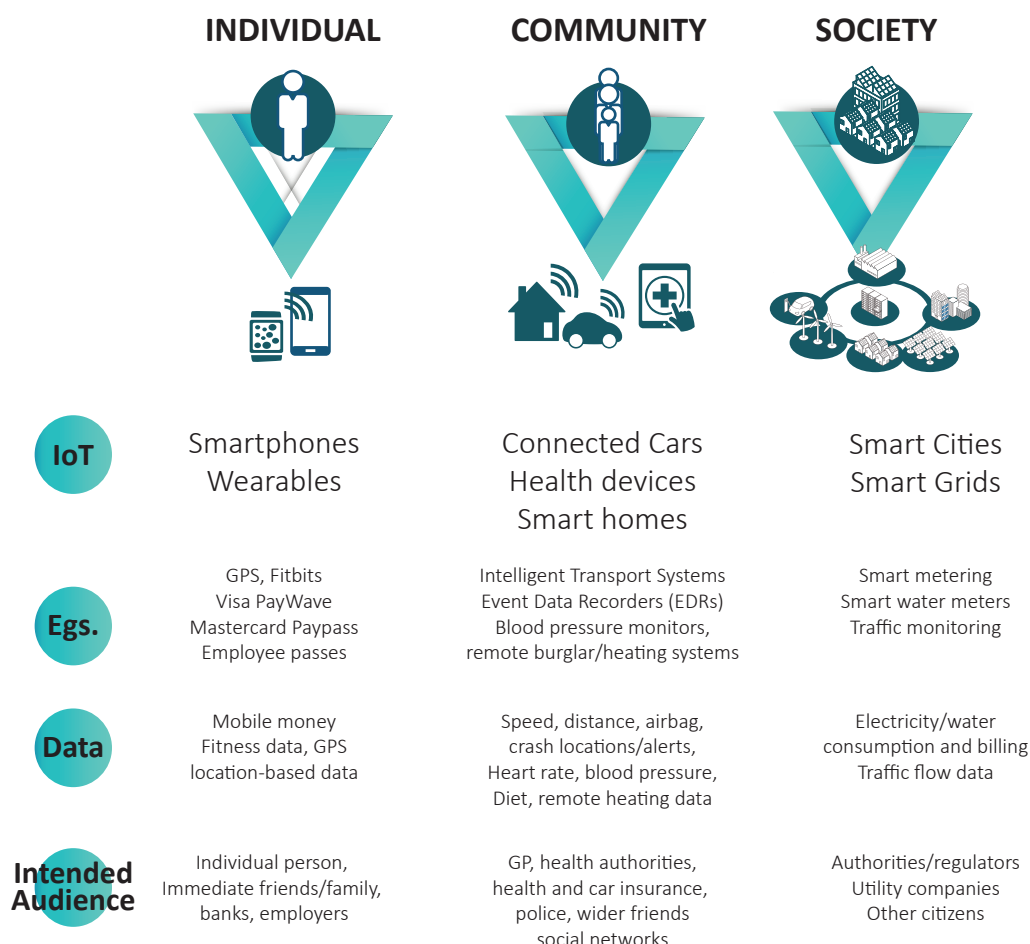 INDIVIDUAL
COMMUNITY
SOCIETY
IoT
Smartphones
Wearables
Connected Cars
Health devices
Smart homes
Smart Cities
Smart Grids
Egs.
GPS, Fitbits
Visa PayWave
Mastercard Paypass
Employee passes
Intelligent Transport Systems
Event Data Recorders (EDRs)
Blood pressure monitors,
remote burglar/heating systems
Smart metering
Smart water meters
Traffic monitoring
Data
Mobile money
Fitness data, GPS
location-based data
Speed, distance, airbag,
crash locations/alerts,
Heart rate, blood pressure,
Diet, remote heating data
Electricity/water
consumption and billing
Traffic flow data
Intended
Audience
Individual person,
Immediate friends/family,
banks, employers
GP, health authorities,
health and car insurance,
police, wider friends
social networks
Authorities/regulators
Utility companies
Other citizens